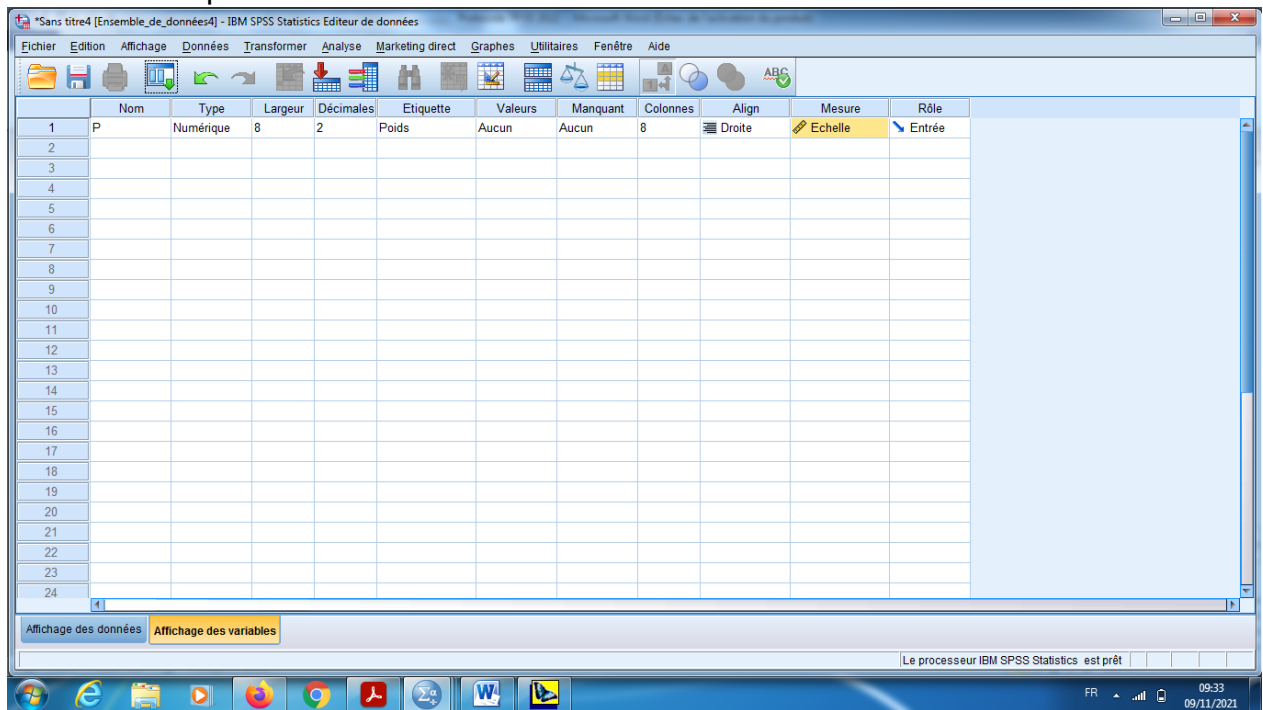 *Sans titre4 [Ensemble_de_données4] - IBM SPSS Statistics Editeur de données
Fichier Edition Affichage Données Transformer Analyse Marketing direct Graphes Utilitaires Fenêtre Aide
A
14
ABC
Nom Type Largeur Décimales Etiquette Valeurs Manquant Colonnes Align Mesure Rôle
1 P Numérique 8 2 Poids Aucun Aucun 8 Droite Echelle Entrée
2
3
4
5
6
7
8
9
10
11
12
13
14
15
16
17
18
19
20
21
22
23
24
Affichage des données Affichage des variables
Le processeur IBM SPSS Statistics est prêt
FR 09:33
09/11/2021